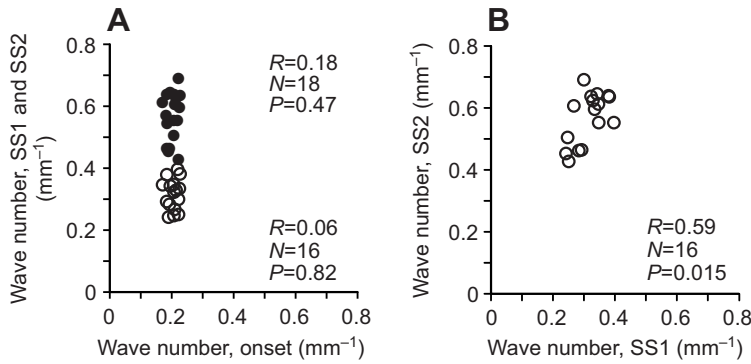 A
Wave number, SS1 and SS2
(mm⁻¹)
0.8
0.6
0.4
0.2
0
R=0.18
N=18
P=0.47
R=0.06
N=16
P=0.82
0 0.2 0.4 0.6 0.8
Wave number, onset (mm⁻¹)
B
Wave number, SS2 (mm⁻¹)
0.8
0.6
0.4
0.2
0
R=0.59
N=16
P=0.015
0 0.2 0.4 0.6 0.8
Wave number, SS1 (mm⁻¹)